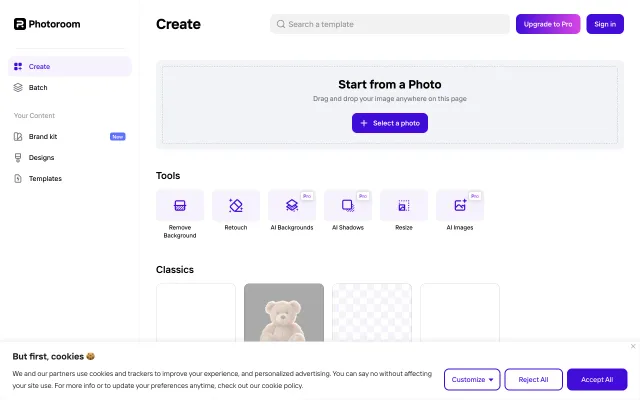 Photoroom
Create
Search a template
Upgrade to Pro
Sign in
Create
Batch
Your Content
Brand kit
New
Designs
Templates
Start from a Photo
Drag and drop your image anywhere on this page
Select a photo
Tools
Pro
Pro
Pro
Remove
Background
Retouch
AI Backgrounds
AI Shadows
Resize
AI Images
Classics
But first, cookies 🍪
We and our partners use cookies and trackers to improve your experience, and personalized advertising. You can say no without affecting
your site use. For more info or to update your preferences anytime, check out our cookie policy.
Customize
Reject All
Accept All